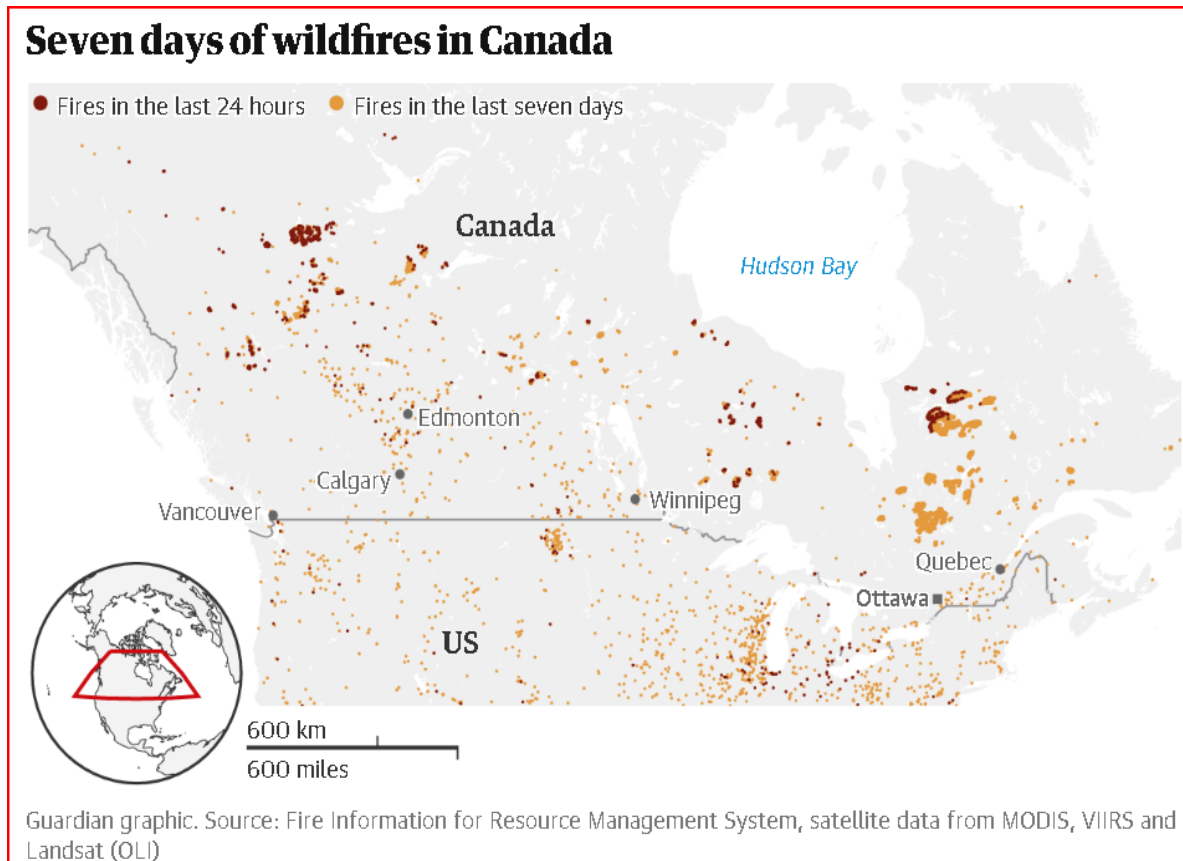 Seven days of wildfires in Canada
Fires in the last 24 hours
Fires in the last seven days
Canada
Hudson Bay
Edmonton
Calgary
Winnipeg
Vancouver
Quebec
Ottawa
US
600 km
600 miles
Guardian graphic. Source: Fire Information for Resource Management System, satellite data from MODIS, VIIRS and
Landsat (OLI)